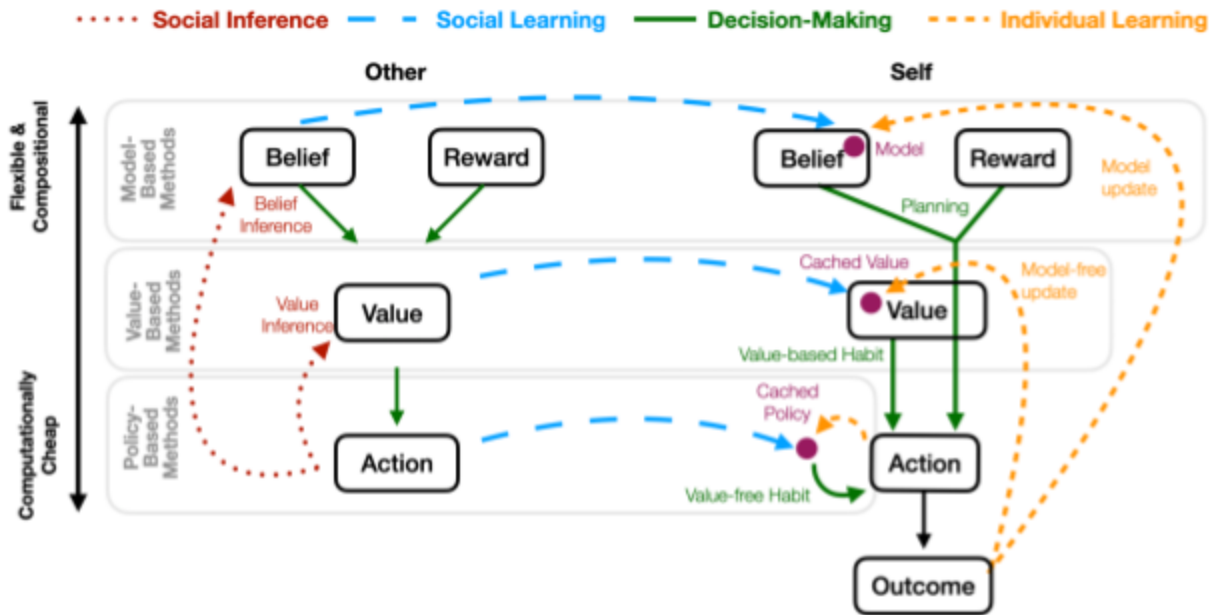 Social Inference Social Learning Decision-Making Individual Learning
Other Self
Flexible &
Compositional
Computationally
Cheap
Model-
Based
Methods
Belief Reward
Belief
Inference
Belief Model Reward
Planning
Model
update
Value-
Based
Methods
Value
Inference
Value
Cached Value
Value
Model-free
update
Value-based Habit
Policy-
Based
Methods
Action
Cached
Policy
Action
Value-free Habit
Outcome